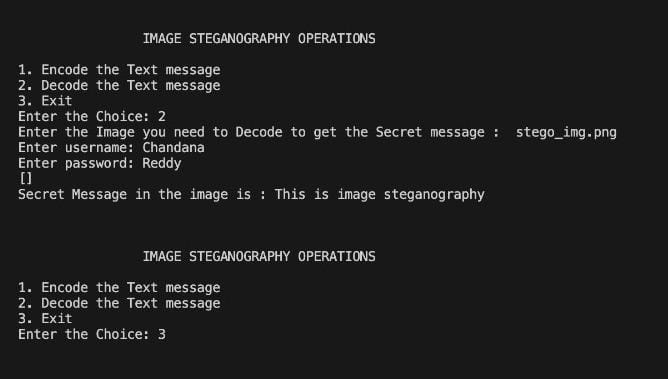 IMAGE STEGANOGRAPHY OPERATIONS
1. Encode the Text message
2. Decode the Text message
3. Exit
Enter the Choice: 2
Enter the Image you need to Decode to get the Secret message :  stego_img.png
Enter username: Chandana
Enter password: Reddy
[]
Secret Message in the image is : This is image steganography
IMAGE STEGANOGRAPHY OPERATIONS
1. Encode the Text message
2. Decode the Text message
3. Exit
Enter the Choice: 3